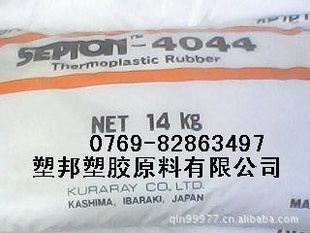 SEPTON™-4044
Thermoplastic Rubber
NET 14 kg
0769-82863497
塑邦塑胶原料有限公司
KURARAY CO., LTD.
KASHIMA, IBARAKI, JAPAN
qin99977.cn.alibaba.com